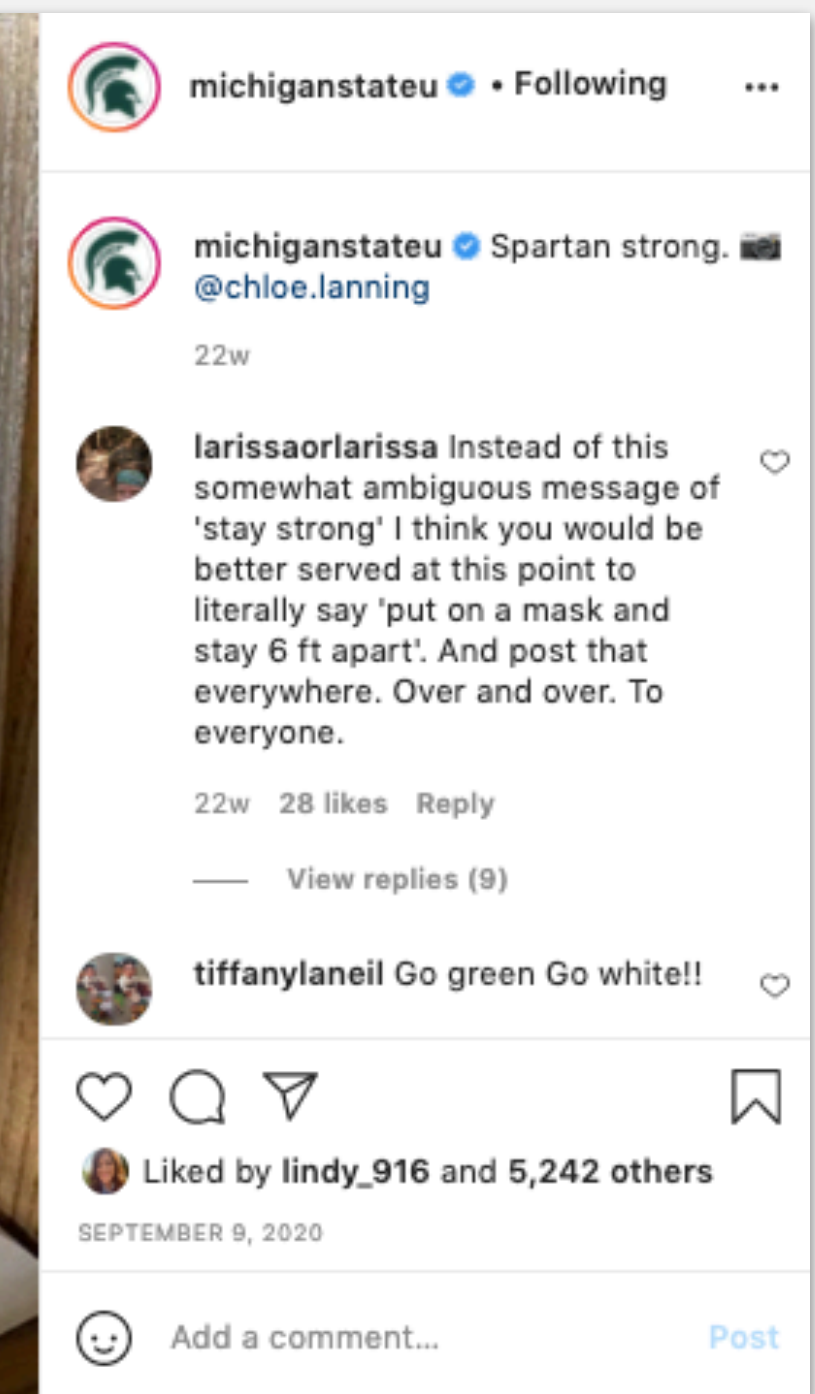 michiganstateu • Following
michiganstateu Spartan strong.
@chloe.lanning
22w
larissaorlarissa Instead of this
somewhat ambiguous message of
'stay strong' I think you would be
better served at this point to
literally say 'put on a mask and
stay 6 ft apart'. And post that
everywhere. Over and over. To
everyone.
22w 28 likes Reply
View replies (9)
tiffanylaneil Go green Go white!!
Liked by lindy_916 and 5,242 others
SEPTEMBER 9, 2020
Add a comment... Post